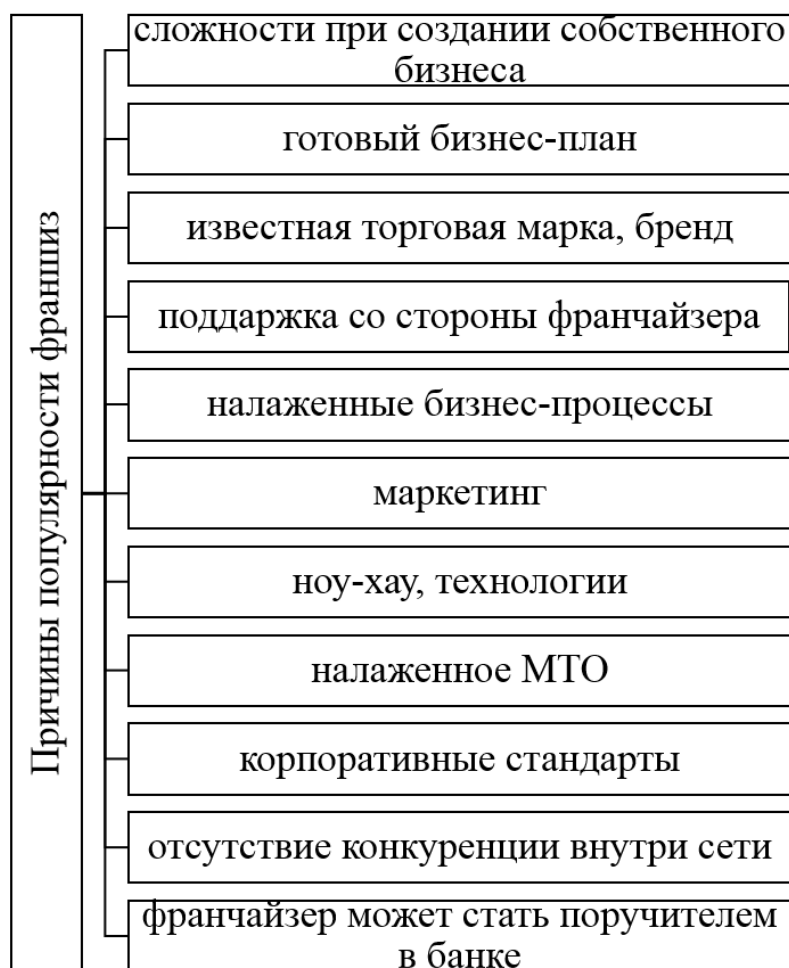 Причины популярности франшиз
сложности при создании собственного
бизнеса
готовый бизнес-план
известная торговая марка, бренд
поддаржка со стороны франчайзера
налаженные бизнес-процессы
маркетинг
ноу-хау, технологии
налаженное МТО
корпоративные стандарты
отсутствие конкуренции внутри сети
франчайзер может стать поручителем
в банке